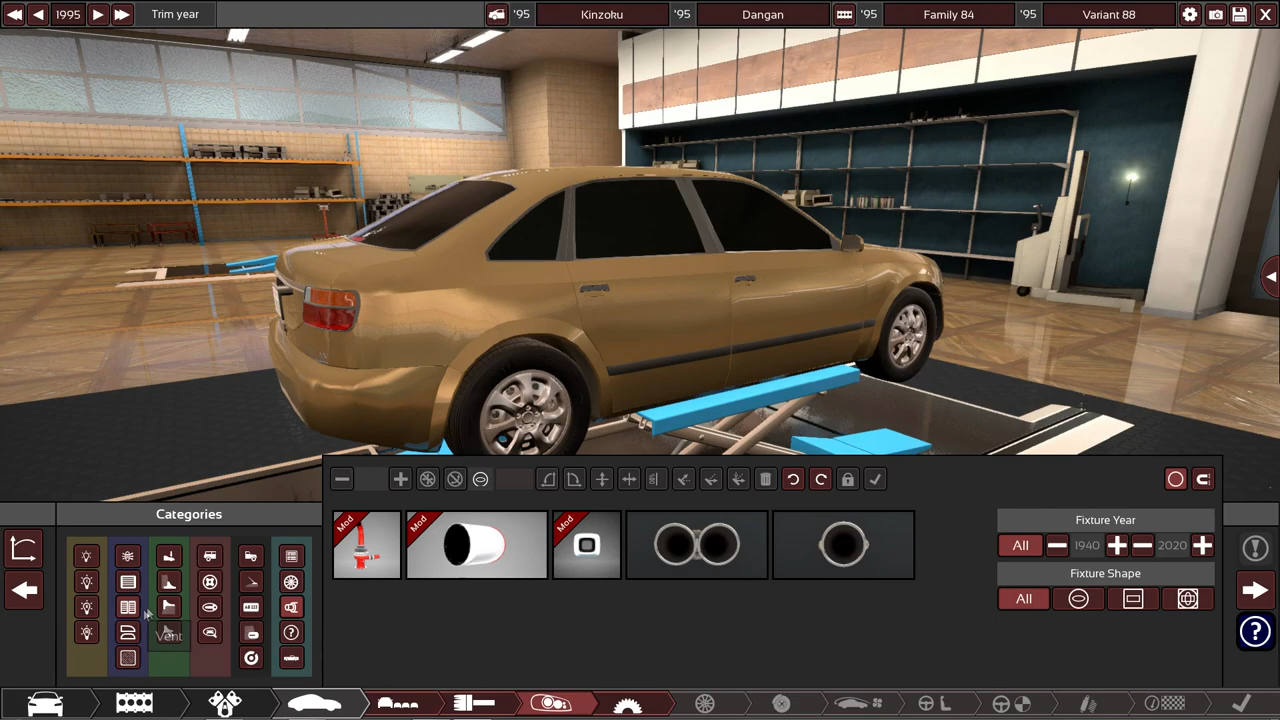 1995
Trim year
'95
Kinzoku
'95
Dangan
'95
Family 84
'95
Variant 88
Categories
Vent
Mod
Mod
Mod
Fixture Year
All
1940
2020
Fixture Shape
All
?